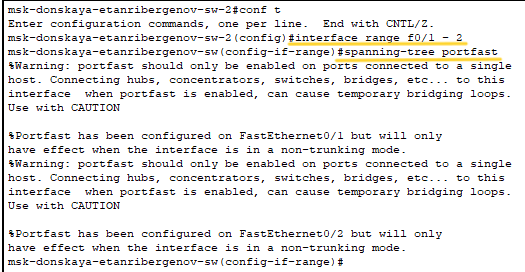 msk-donskaya-etanribergenov-sw-2#conf t
Enter configuration commands, one per line.  End with CNTL/Z.
msk-donskaya-etanribergenov-sw-2(config)#interface range f0/1 - 2
msk-donskaya-etanribergenov-sw(config-if-range)#spanning-tree portfast
%Warning: portfast should only be enabled on ports connected to a single
host. Connecting hubs, concentrators, switches, bridges, etc... to this
interface  when portfast is enabled, can cause temporary bridging loops.
Use with CAUTION

%Portfast has been configured on FastEthernet0/1 but will only
have effect when the interface is in a non-trunking mode.
%Warning: portfast should only be enabled on ports connected to a single
host. Connecting hubs, concentrators, switches, bridges, etc... to this
interface  when portfast is enabled, can cause temporary bridging loops.
Use with CAUTION

%Portfast has been configured on FastEthernet0/2 but will only
have effect when the interface is in a non-trunking mode.
msk-donskaya-etanribergenov-sw(config-if-range)#